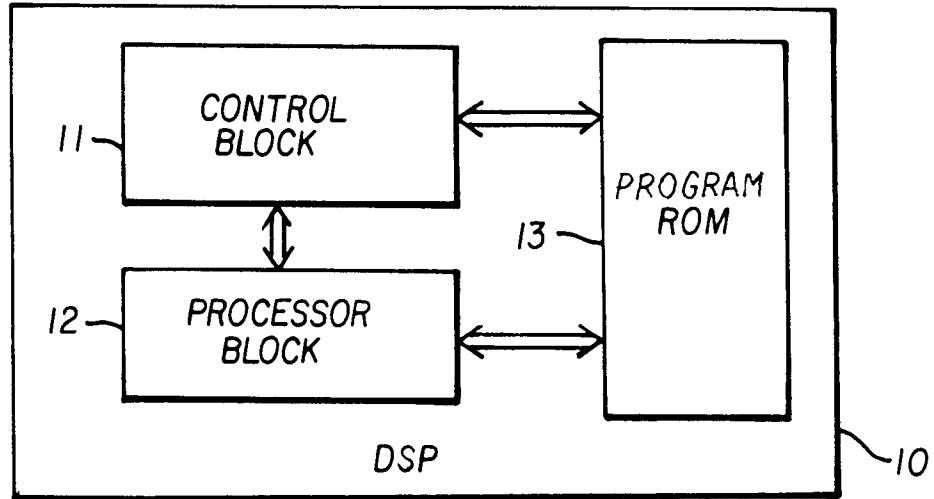 CONTROL
BLOCK
11
PROGRAM
ROM
13
PROCESSOR
BLOCK
12
DSP
10